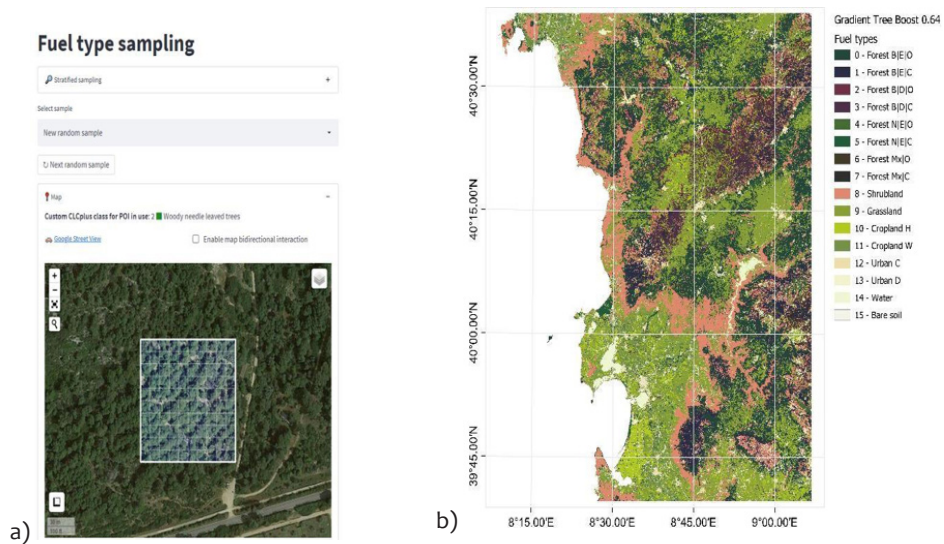 Fuel type sampling
Stratified sampling
+
Select sample
New random sample
↻ Next random sample
Map
−
Custom CLCplus class for POI in use: 2 Woody needle leaved trees
Google Street View
Enable map bidirectional interaction
+
−
a)
Gradient Tree Boost 0.64
Fuel types
0 - Forest B|E|O
1 - Forest B|E|C
2 - Forest B|D|O
3 - Forest B|D|C
4 - Forest N|E|O
5 - Forest N|E|C
6 - Forest Mx|O
7 - Forest Mx|C
8 - Shrubland
9 - Grassland
10 - Cropland H
11 - Cropland W
12 - Urban C
13 - Urban D
14 - Water
15 - Bare soil
40°30.00'N
40°15.00'N
40°00.00'N
39°45.00'N
8°15.00'E 8°30.00'E 8°45.00'E 9°00.00'E
b)